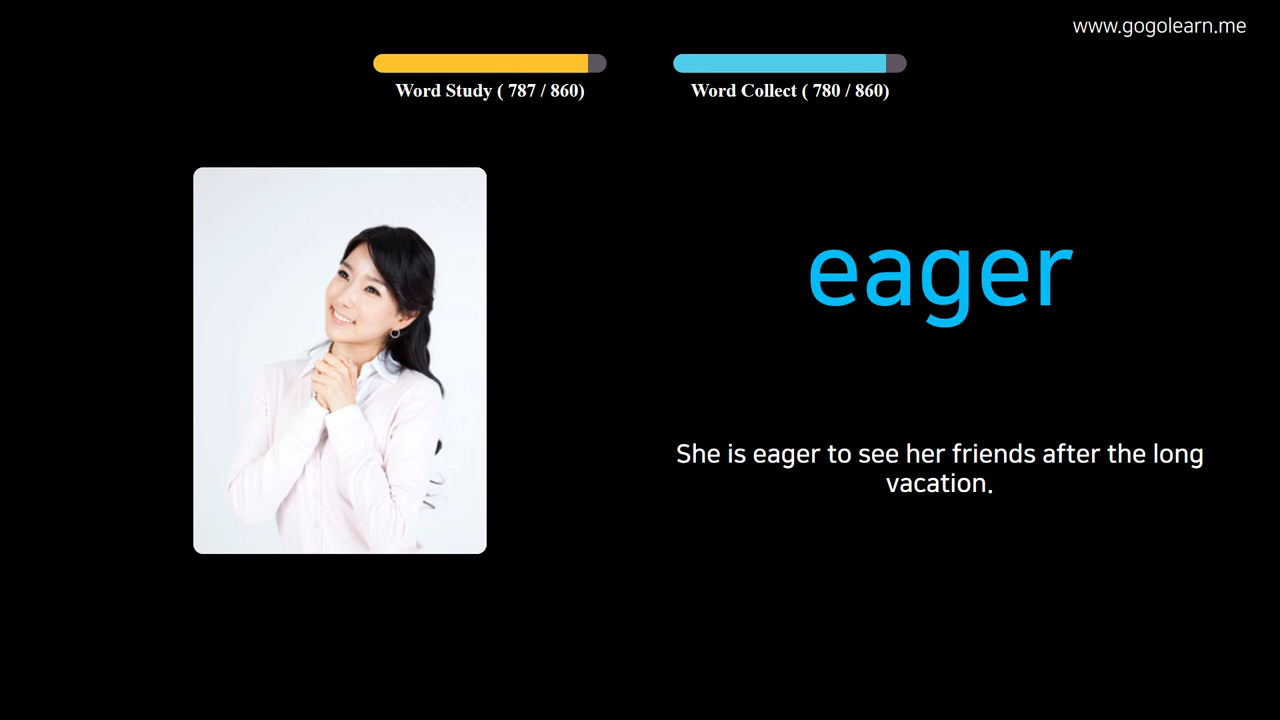 www.gogolearn.me
Word Study ( 787 / 860)
Word Collect ( 780 / 860)
eager
She is eager to see her friends after the long
vacation.